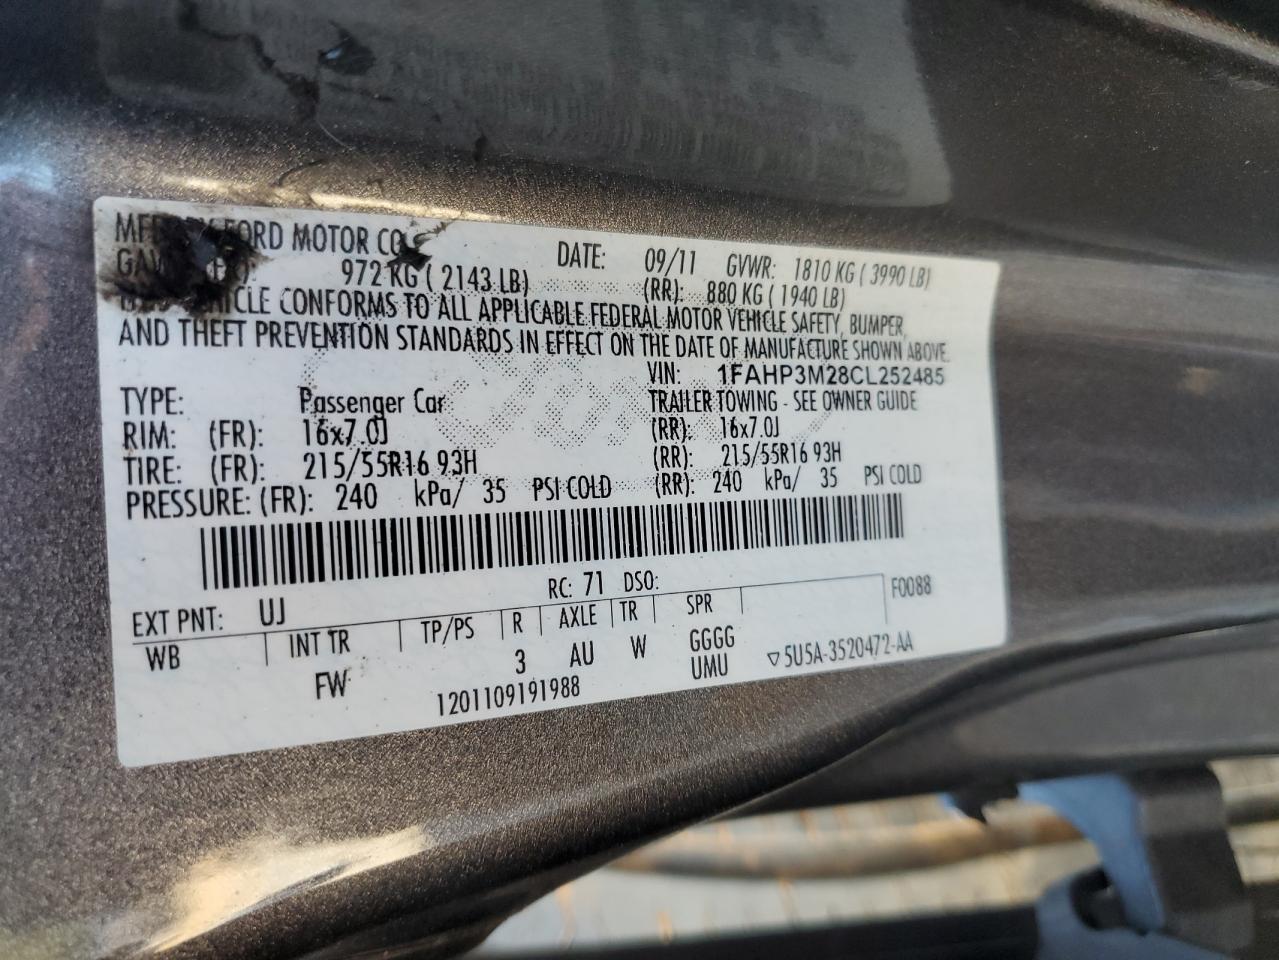 FORD MOTOR CO. DATE: 09/11 GVWR: 1810 KG ( 3990 LB)
972 KG ( 2143 LB) (RR): 880 KG ( 1940 LB)
VEHICLE CONFORMS TO ALL APPLICABLE FEDERAL MOTOR VEHICLE SAFETY, BUMPER,
AND THEFT PREVENTION STANDARDS IN EFFECT ON THE DATE OF MANUFACTURE SHOWN ABOVE.
VIN: 1FAHP3M28CL252485
TYPE: Passenger Car TRAILER TOWING - SEE OWNER GUIDE
RIM: (FR): 16x7.0J (RR): 16x7.0J
TIRE: (FR): 215/55R16 93H (RR): 215/55R16 93H
PRESSURE: (FR): 240 kPa/ 35 PSI COLD (RR): 240 kPa/ 35 PSI COLD
RC: 71 DSO:
EXT PNT: UJ F0088
WB INT TR TP/PS R AXLE TR SPR
FW 3 AU W GGGG
UMU ▽5U5A-3520472-AA
1201109191988